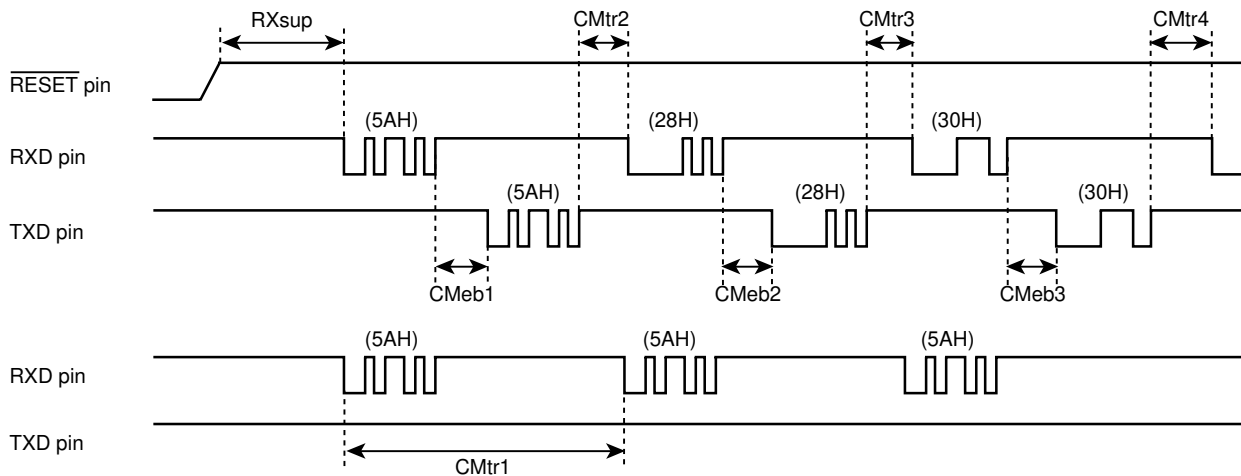 RXsup CMtr2 CMtr3 CMtr4
RESET pin
(5AH) (28H) (30H)
RXD pin
(5AH) (28H) (30H)
TXD pin
CMeb1 CMeb2 CMeb3
(5AH) (5AH) (5AH)
RXD pin
TXD pin
CMtr1